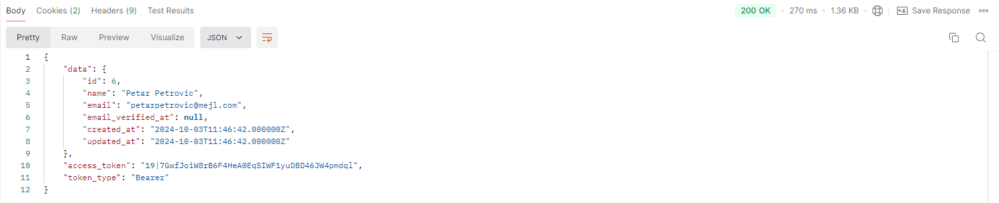 Body Cookies (2) Headers (9) Test Results 200 OK 270 ms 1.36 KB e.g. Save Response
Pretty Raw Preview Visualize JSON
1 {
2 "data": {
3 "id": 6,
4 "name": "Petar Petrovic",
5 "email": "petarpetrovic@mejl.com",
6 "email_verified_at": null,
7 "created_at": "2024-10-03T11:46:42.000000Z",
8 "updated_at": "2024-10-03T11:46:42.000000Z"
9 },
10 "access_token": "19|7GwfJoiW8rB6F4HeA0EqSIWF1yuDBD46JW4pmdql",
11 "token_type": "Bearer"
12 }